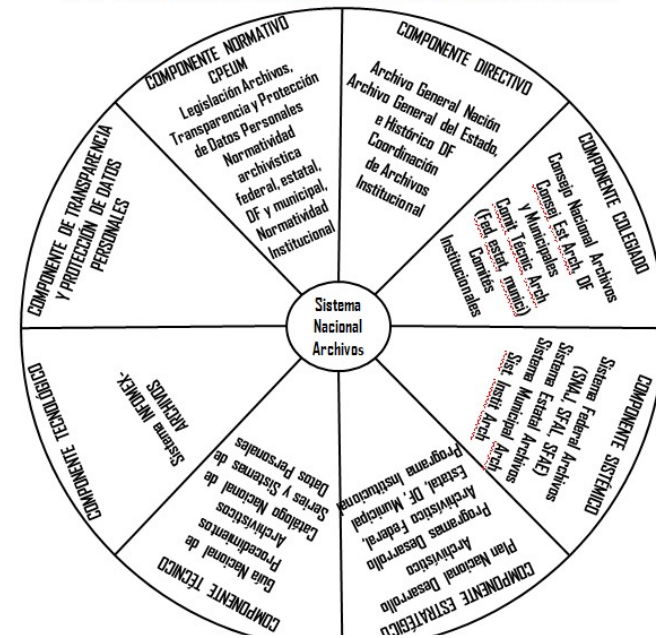 COMPONENTE NORMATIVO
CPEUM
Legislación Archivos,
Transparencia y Protección
de Datos Personales
Normatividad
archivística
federal, estatal,
DF y municipal,
Normatividad
Institucional
COMPONENTE DIRECTIVO
Archivo General Nación
Archivo General del Estado,
e Histórico DF
Coordinación
de Archivos
Institucional
COMPONENTE COLEGIADO
Consejo Nacional Archivos
Consej Est Arch, DF
y Municipales
Comit Técnic Arch
(Fed, estat, munici)
Comités
Institucionales
COMPONENTE SISTÉMICO
Sistema Federal Archivos
(SNAJ, SFAL, SFAE)
Sistema Estatal Archivos
Sistema Municipal Arch
Sist. Instit Arch
COMPONENTE ESTRATÉGICO
Plan Nacional Desarrollo
Archivístico
Programas Desarrollo
Archivístico Federal,
Estatal, DF, Municipal
Programa Institucional
COMPONENTE TÉCNICO
Guía Nacional de
Procedimientos
Archivísticos
Catálogo Nacional de
Series y Sistemas de
Datos Personales
COMPONENTE TECNOLÓGICO
Sistema INFOMEX-
ARCHIVOS
COMPONENTE DE TRANSPARENCIA
Y PROTECCIÓN DE DATOS
PERSONALES
Sistema
Nacional
Archivos